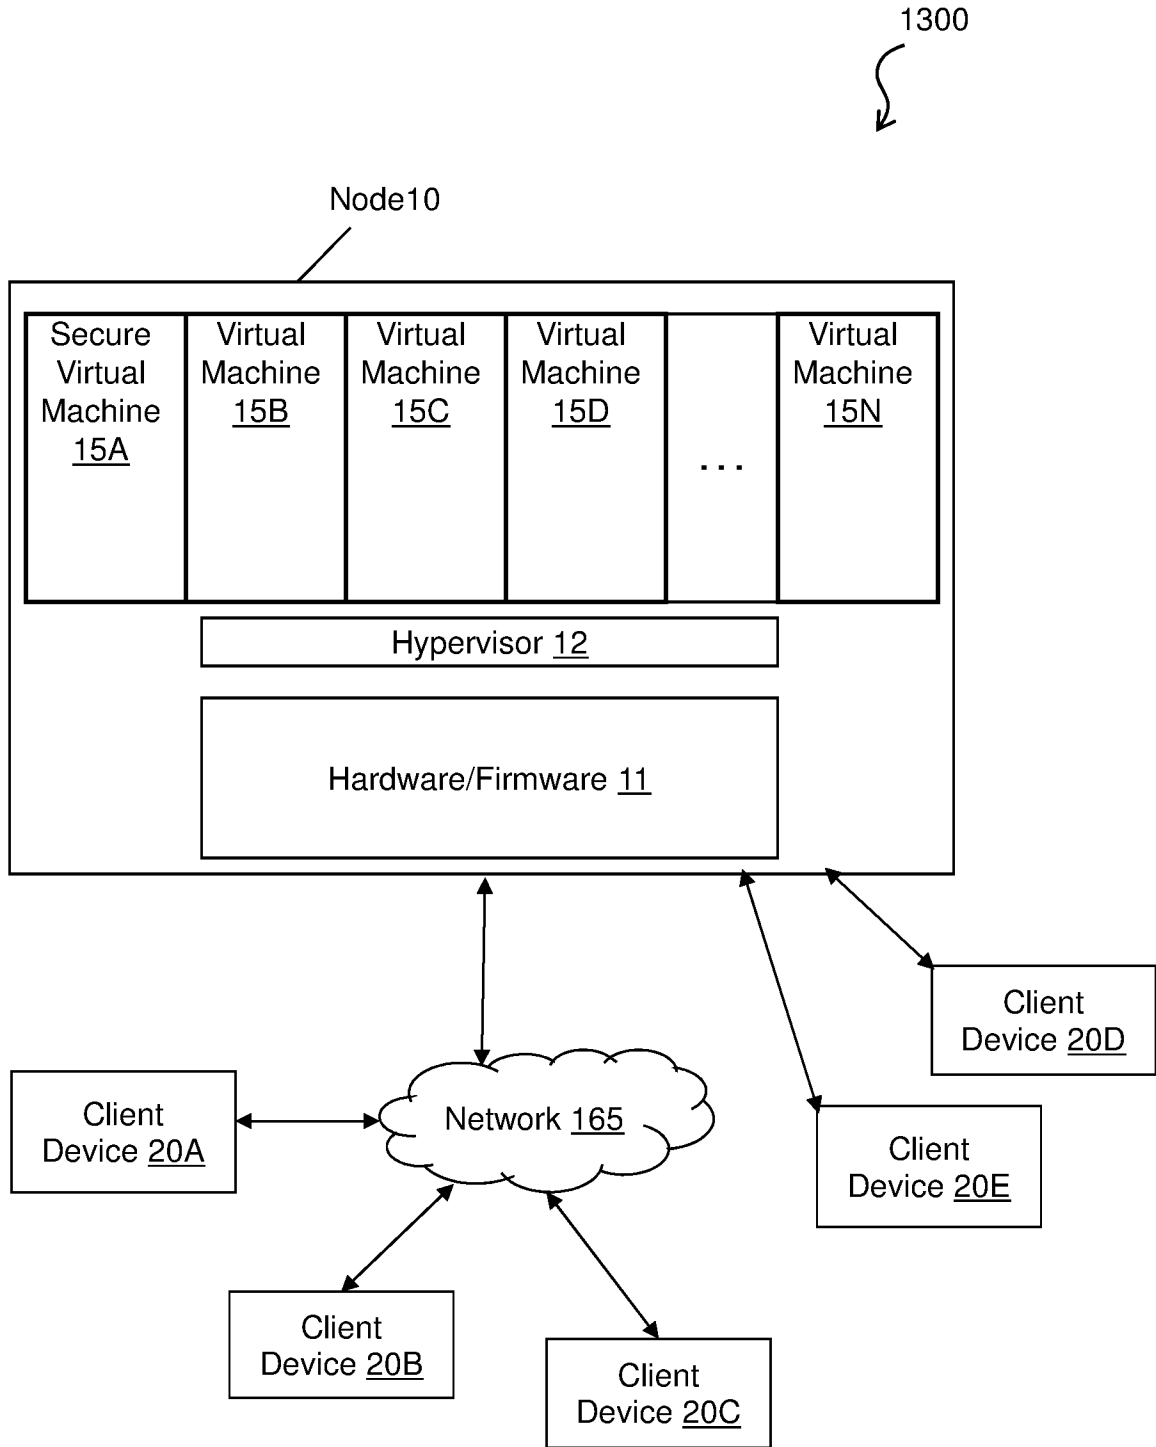 1300
Node10
Secure
Virtual
Machine
15A
Virtual
Machine
15B
Virtual
Machine
15C
Virtual
Machine
15D
...
Virtual
Machine
15N
Hypervisor 12
Hardware/Firmware 11
Client
Device 20D
Network 165
Client
Device 20A
Client
Device 20E
Client
Device 20B
Client
Device 20C